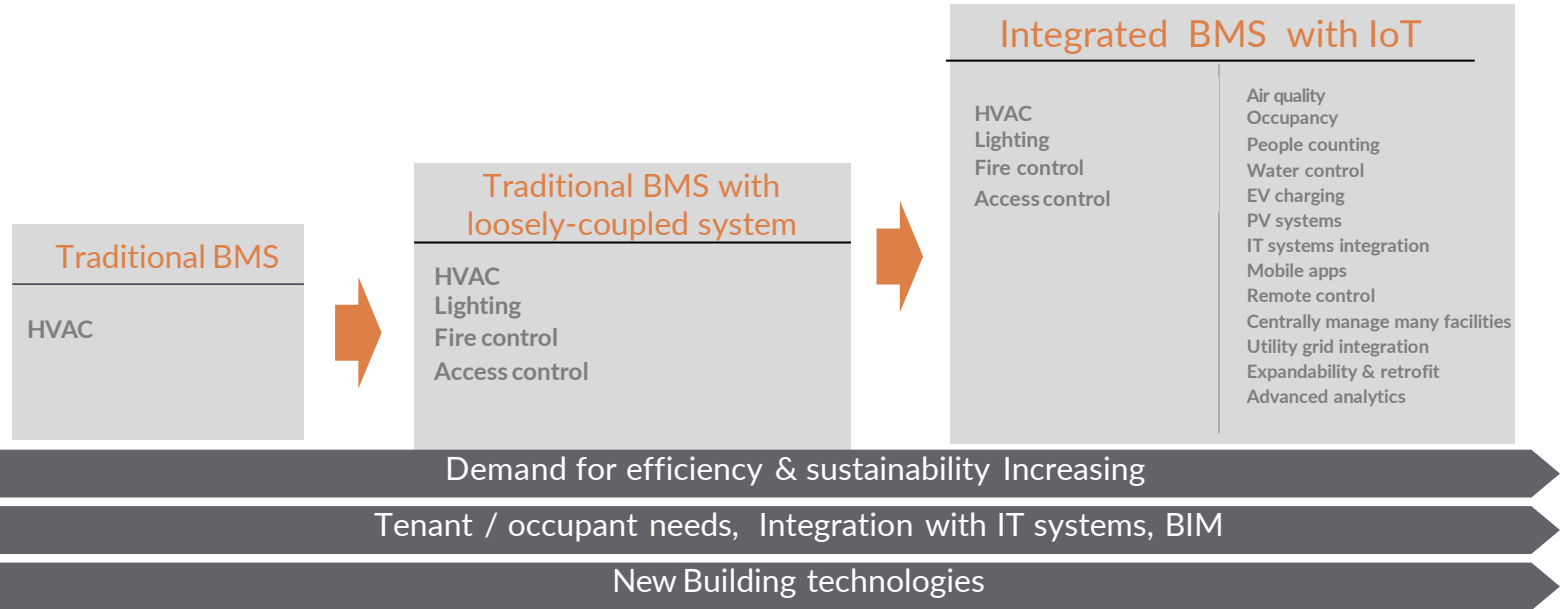 Traditional BMS
HVAC
Traditional BMS with
loosely-coupled system
HVAC
Lighting
Fire control
Access control
Integrated BMS with IoT
HVAC
Lighting
Fire control
Access control
Air quality
Occupancy
People counting
Water control
EV charging
PV systems
IT systems integration
Mobile apps
Remote control
Centrally manage many facilities
Utility grid integration
Expandability & retrofit
Advanced analytics
Demand for efficiency & sustainability Increasing
Tenant / occupant needs, Integration with IT systems, BIM
New Building technologies